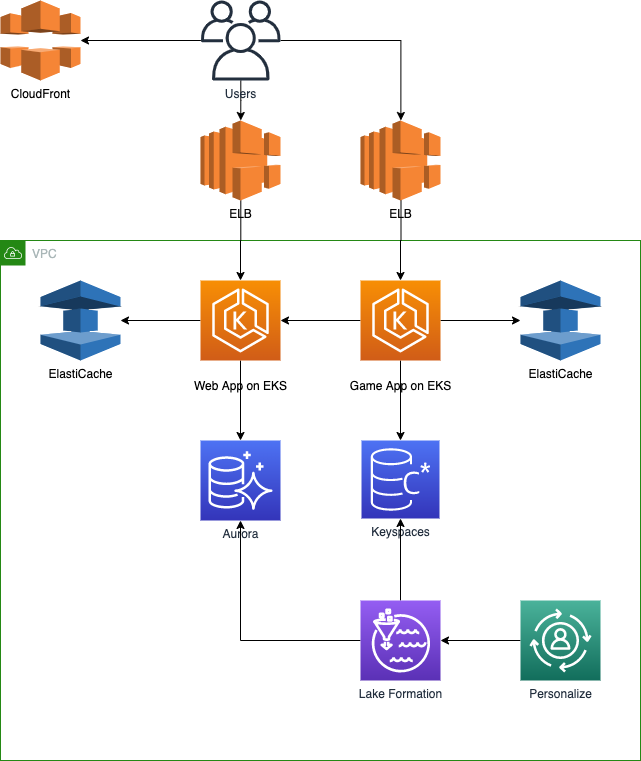 CloudFront
Users
ELB
ELB
VPC
K
K
ElastiCache
Web App on EKS
Game App on EKS
ElastiCache
C*
Aurora
Keyspaces
Lake Formation
Personalize